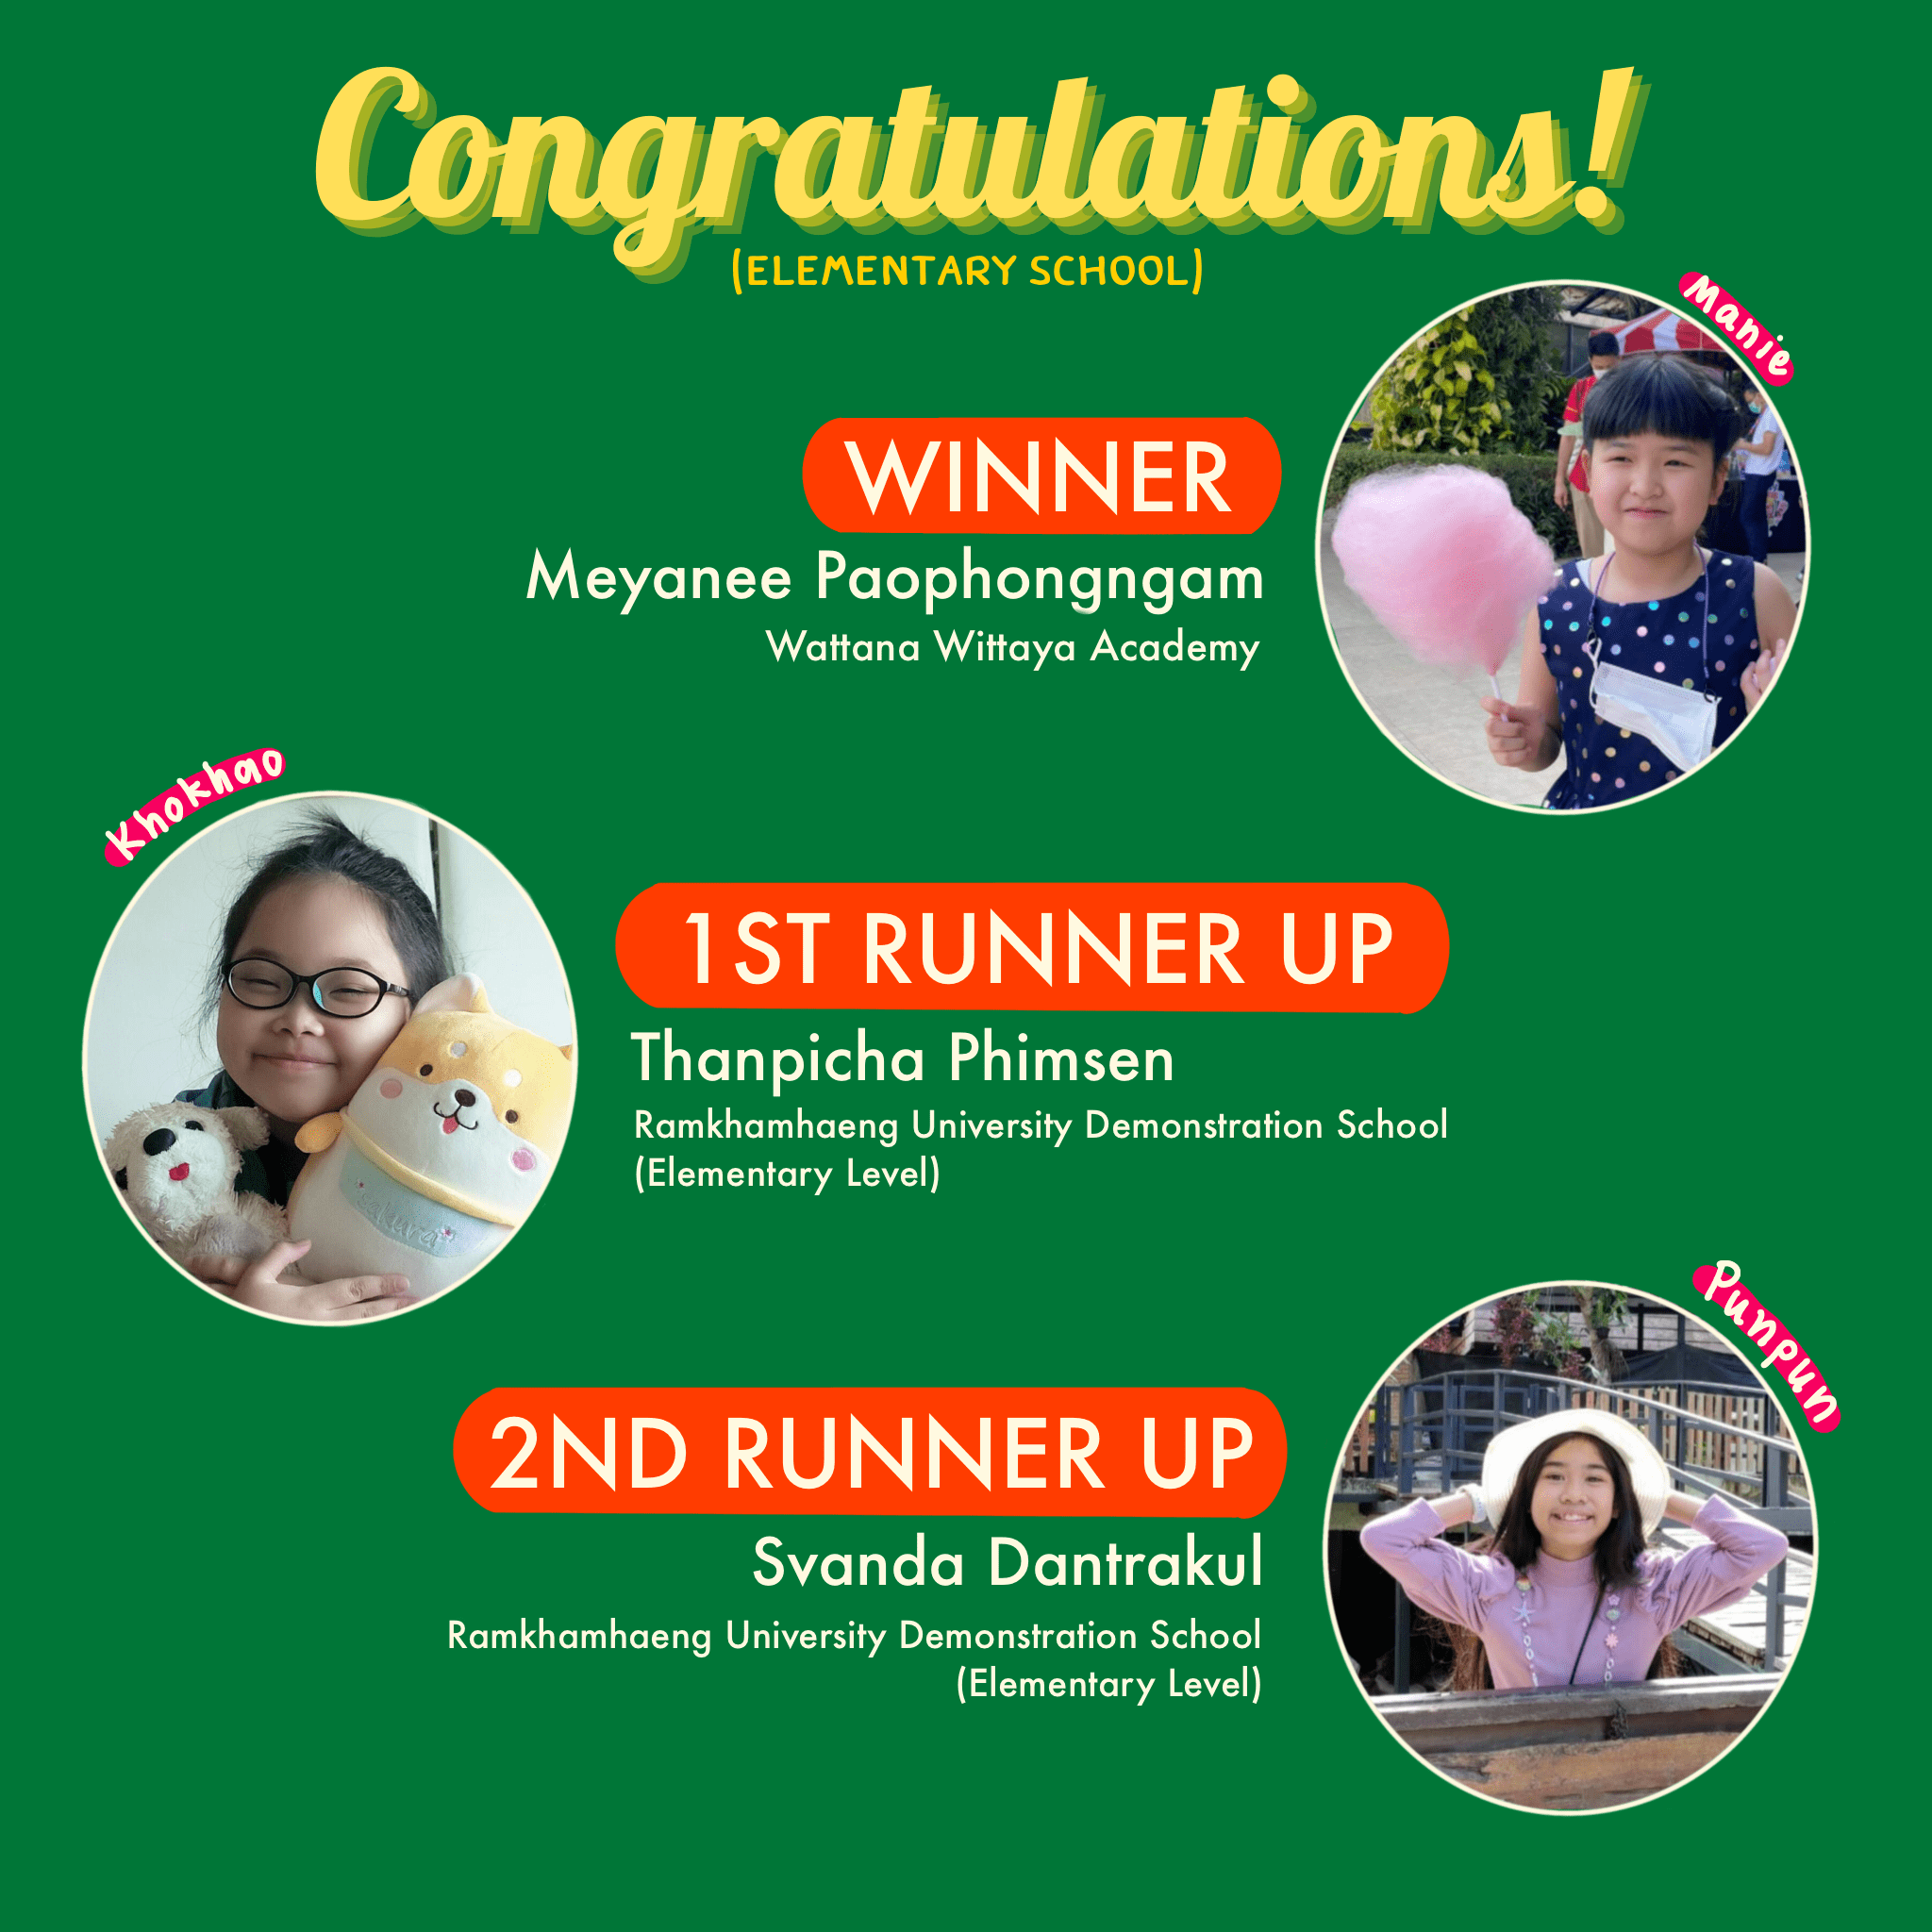 Congratulations!
(ELEMENTARY SCHOOL)
Manie
WINNER
Meyanee Paophongngam
Wattana Wittaya Academy
Khokhao
1ST RUNNER UP
Thanpicha Phimsen
Ramkhamhaeng University Demonstration School
(Elementary Level)
sakura
Punpun
2ND RUNNER UP
Svanda Dantrakul
Ramkhamhaeng University Demonstration School
(Elementary Level)